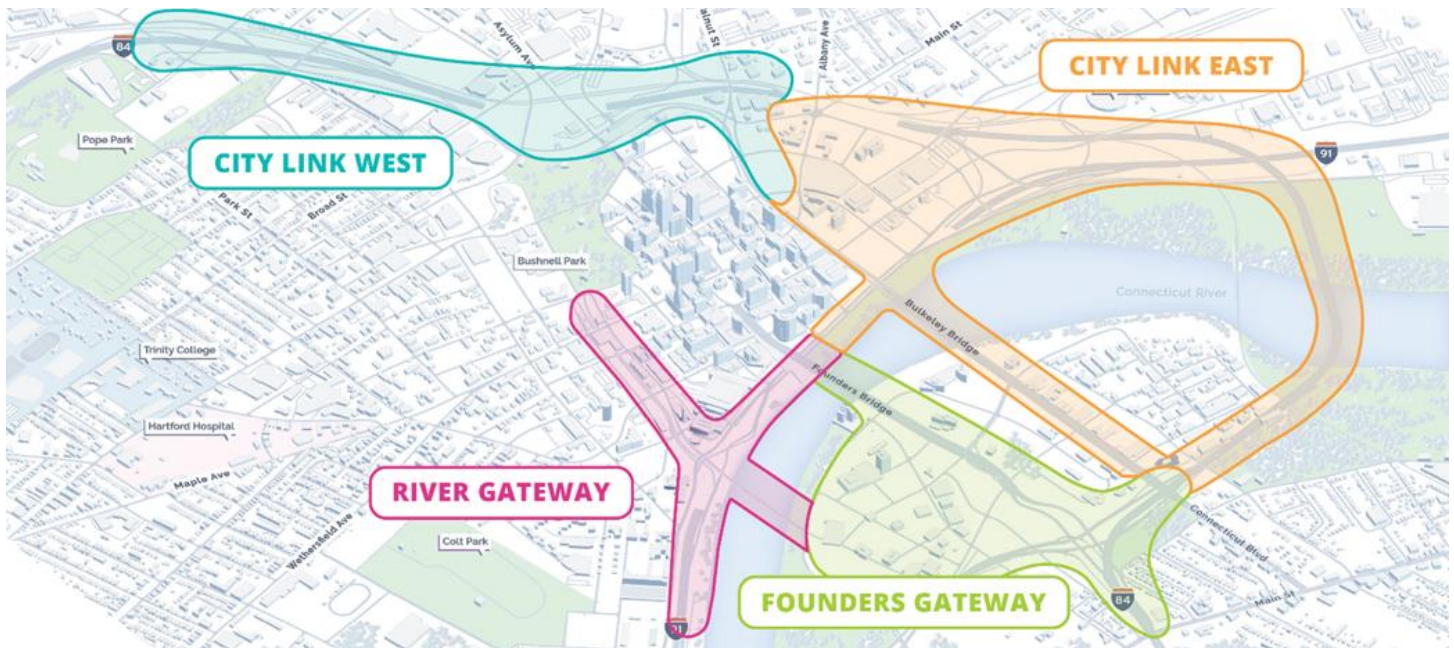 84
Asylum Ave
Albany Ave
Main St
CITY LINK EAST
Pope Park
CITY LINK WEST
91
Park St
Broad St
Bushnell Park
Connecticut River
Bulkeley Bridge
Trinity College
Founders Bridge
Hartford Hospital
Maple Ave
RIVER GATEWAY
Wethersfield Ave
Colt Park
Connecticut Blvd
FOUNDERS GATEWAY
84
Main St
91